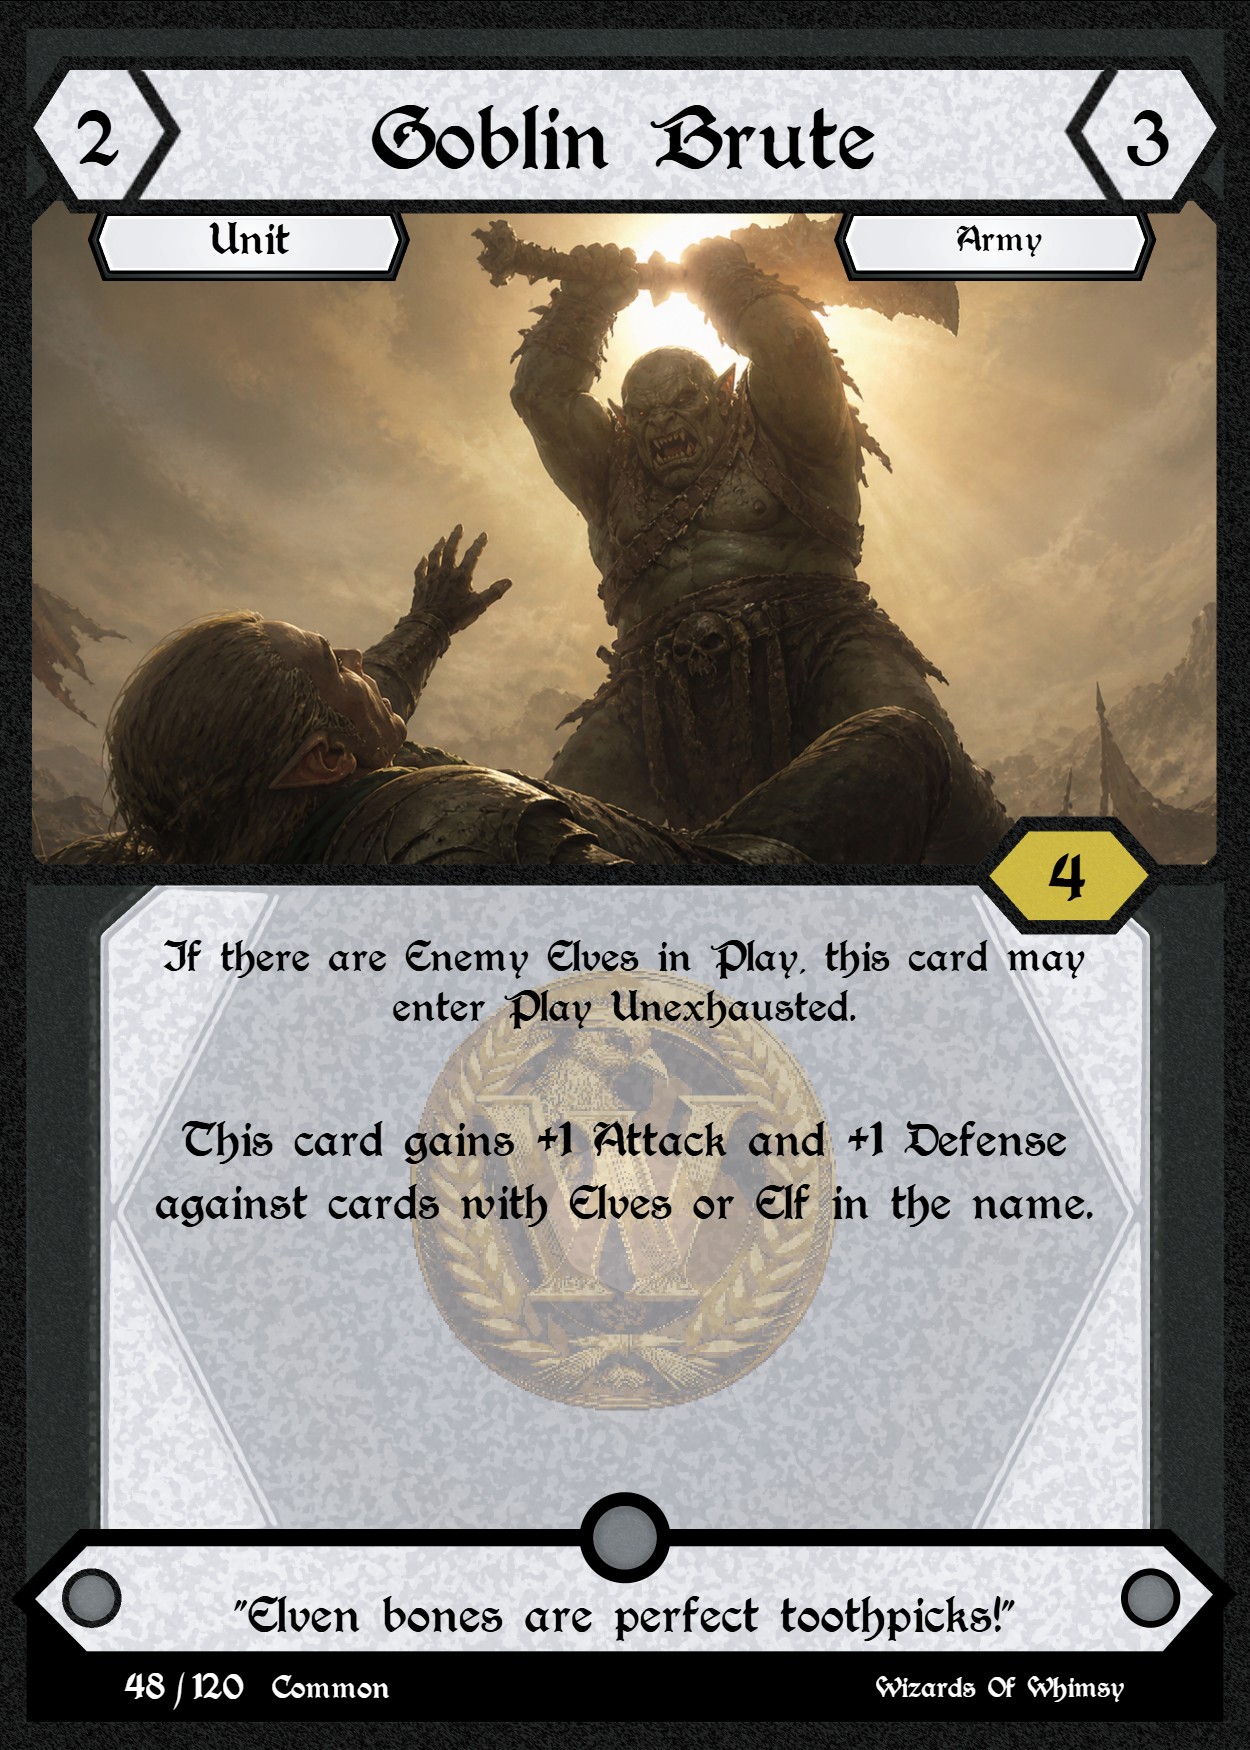 2
Goblin Brute
3
Unit
Army
4
If there are Enemy Elves in Play, this card may
enter Play Unexhausted.
This card gains +1 Attack and +1 Defense
against cards with Elves or Elf in the name.
W
"Elven bones are perfect toothpicks!"
48 / 120 Common
Wizards Of Whimsy